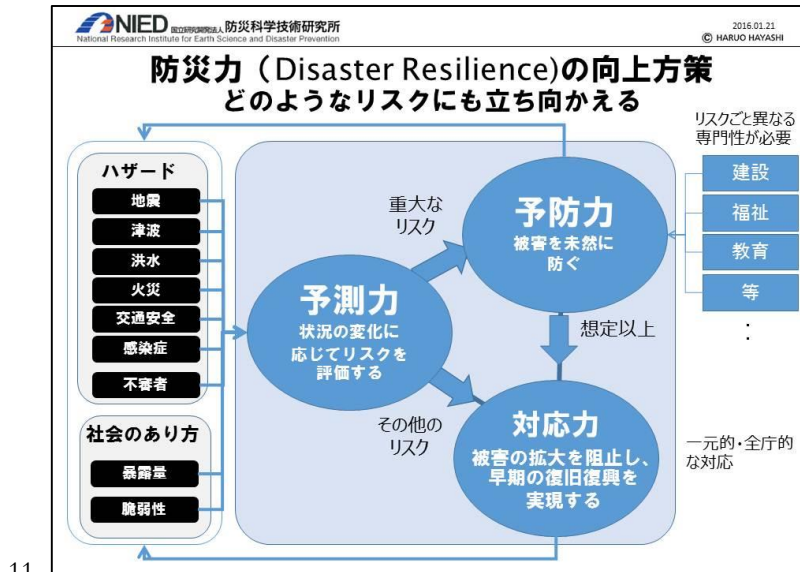 NIED 国立研究開発法人 防災科学技術研究所
National Research Institute for Earth Science and Disaster Prevention
2016.01.21
© HARUO HAYASHI
防災力（Disaster Resilience)の向上方策
どのようなリスクにも立ち向かえる
リスクごと異なる
専門性が必要
ハザード
地震
津波
洪水
火災
交通安全
感染症
不審者
社会のあり方
暴露量
脆弱性
予測力
状況の変化に
応じてリスクを
評価する
重大な
リスク
その他の
リスク
予防力
被害を未然に
防ぐ
想定以上
対応力
被害の拡大を阻止し、
早期の復旧復興を
実現する
建設
福祉
教育
等
：
一元的・全庁的
な対応
11